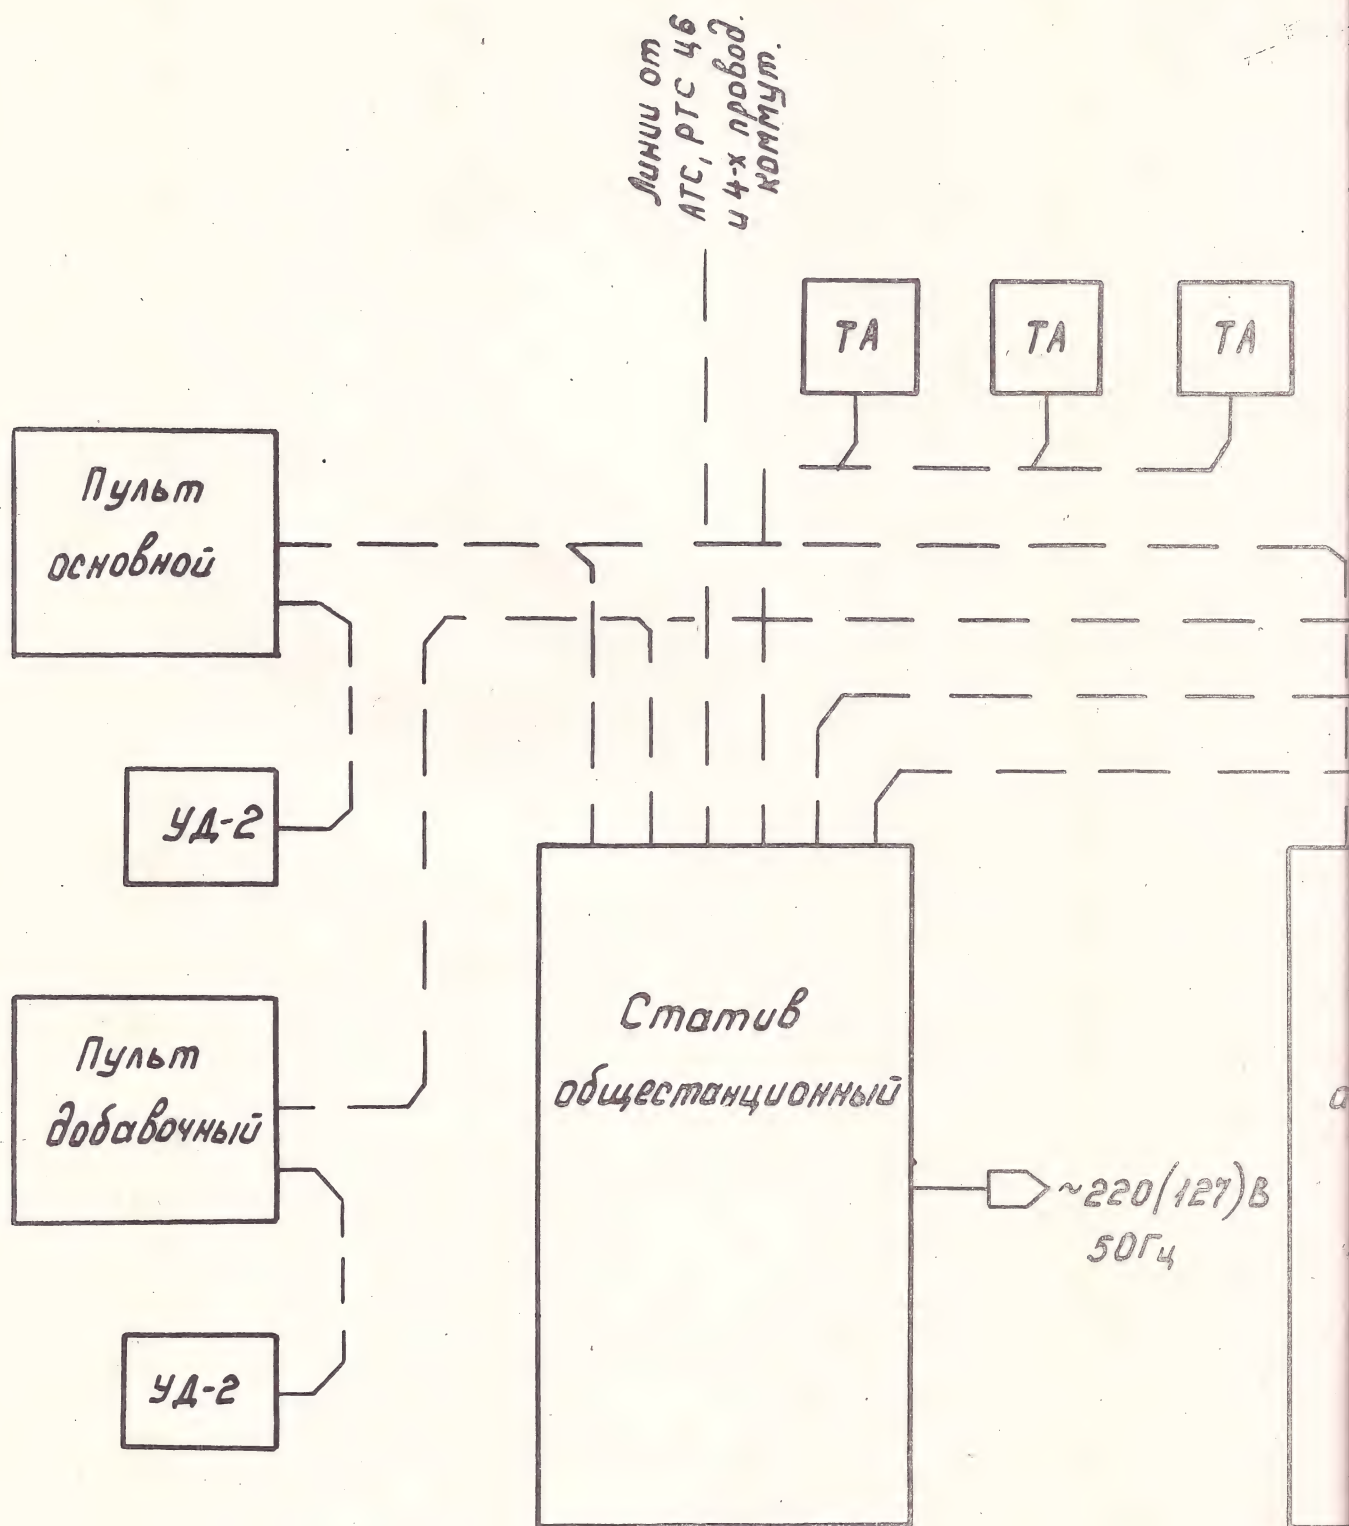 Линии от
АТС, РТС ЦБ
и 4-х провод.
коммут.
ТА
ТА
ТА
Пульт
основной
УД-2
Статив
общестанционный
Пульт
добавочный
~220(127)В
50Гц
УД-2